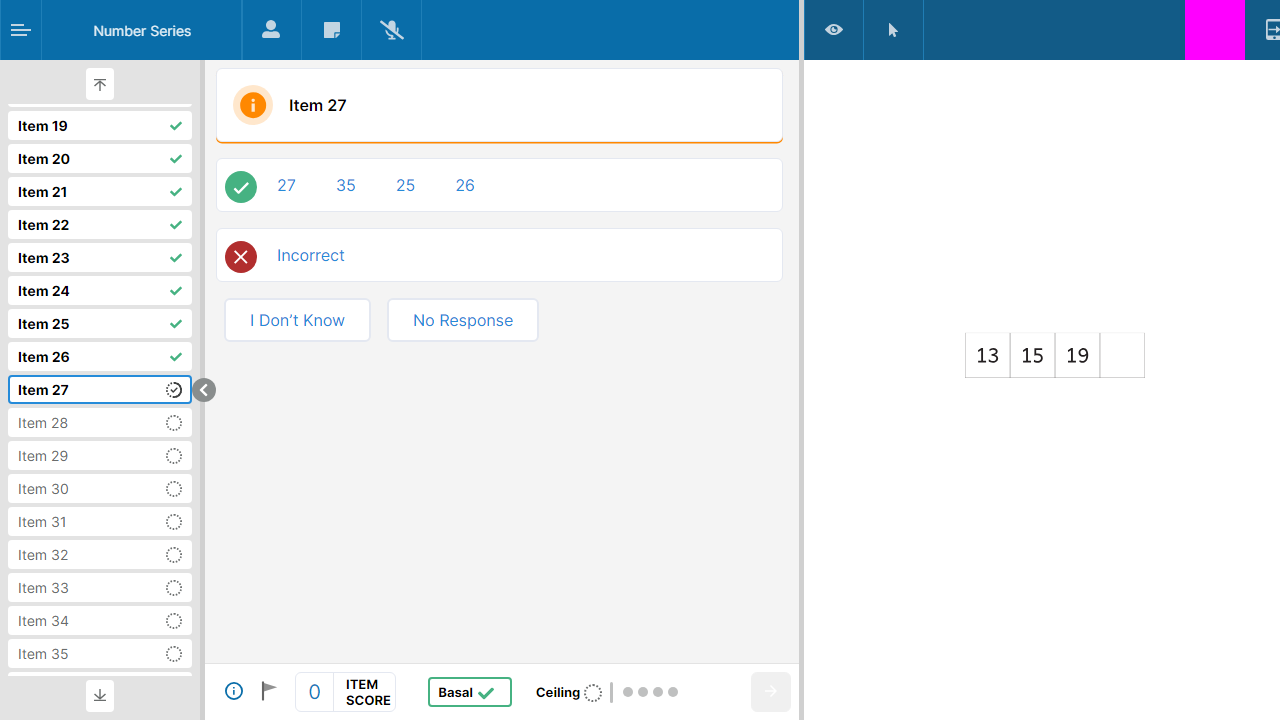 Number Series
Item 19
Item 20
Item 21
Item 22
Item 23
Item 24
Item 25
Item 26
Item 27
Item 28
Item 29
Item 30
Item 31
Item 32
Item 33
Item 34
Item 35
Item 27
27 35 25 26
Incorrect
I Don’t Know No Response
0 ITEM SCORE
Basal
Ceiling
13 15 19